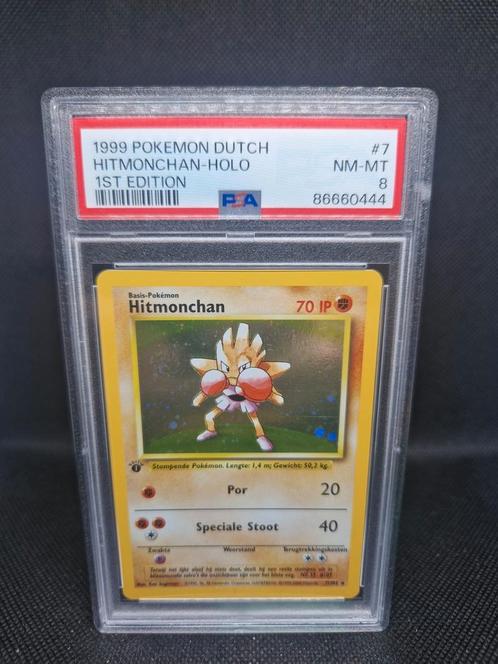 1999 POKEMON DUTCH #7
HITMONCHAN-HOLO NM-MT
1ST EDITION 8
PSA 86660444
Basis-Pokémon
Hitmonchan 70 IP
Stompende Pokémon. Lengte: 1,4 m; Gewicht: 50,2 kg.
Por 20
Speciale Stoot 40
Zwakte Weerstand Terugtrekkingskosten